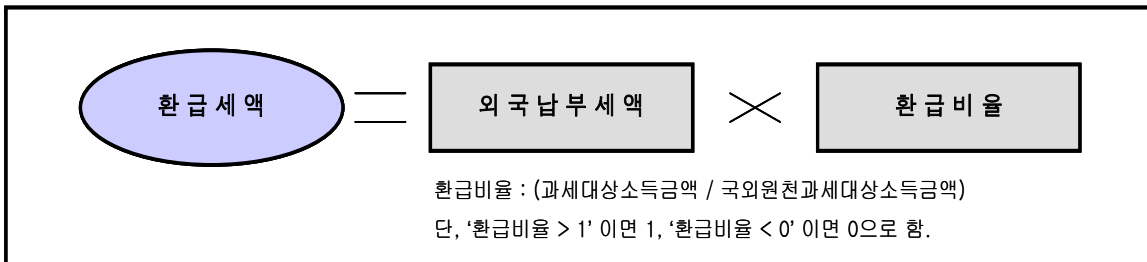 환급세액 = 외국납부세액 × 환급비율
환급비율 : (과세대상소득금액 / 국외원천과세대상소득금액)
단, ‘환급비율 > 1’ 이면 1, ‘환급비율 < 0’ 이면 0으로 함.